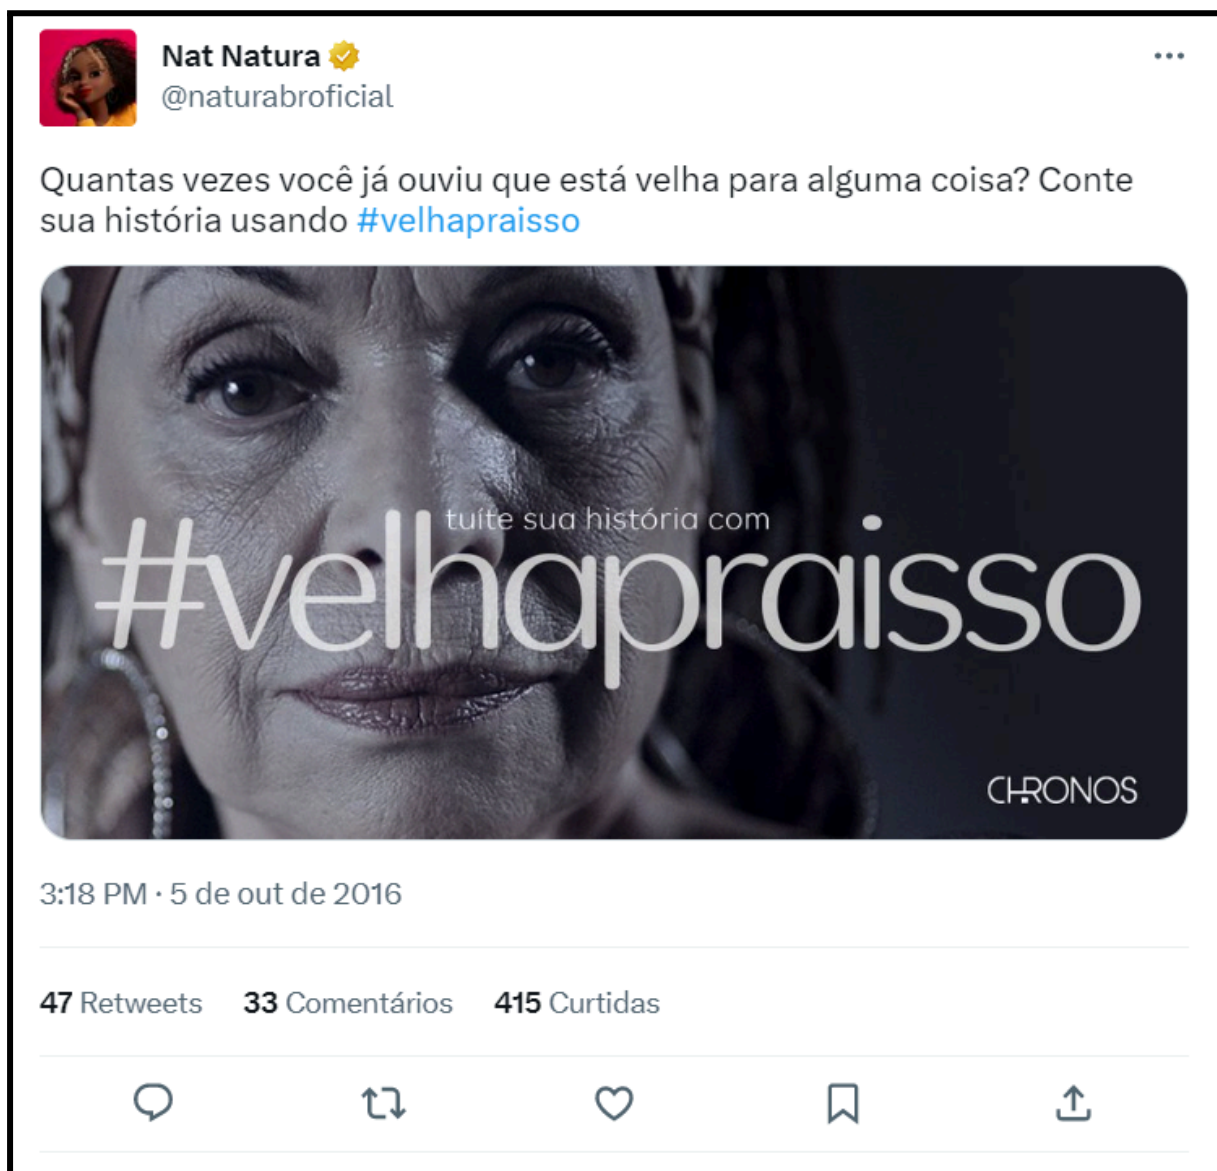 Nat Natura
@naturabroficial
Quantas vezes você já ouviu que está velha para alguma coisa? Conte
sua história usando #velhapraisso
tuíte sua história com
#velhapraisso
CHRONOS
3:18 PM · 5 de out de 2016
47 Retweets 33 Comentários 415 Curtidas